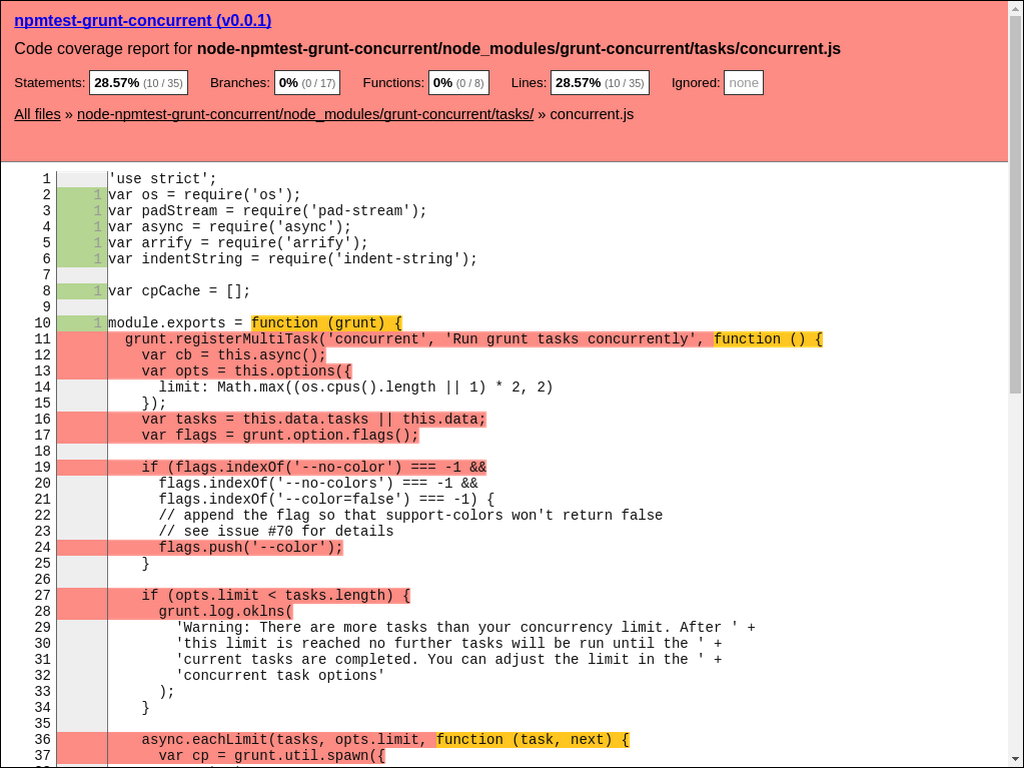 npmtest-grunt-concurrent (v0.0.1)
Code coverage report for node-npmtest-grunt-concurrent/node_modules/grunt-concurrent/tasks/concurrent.js
Statements: 28.57% (10 / 35) Branches: 0% (0 / 17) Functions: 0% (0 / 8) Lines: 28.57% (10 / 35) Ignored: none
All files » node-npmtest-grunt-concurrent/node_modules/grunt-concurrent/tasks/ » concurrent.js
1 'use strict';
2 1 var os = require('os');
3 1 var padStream = require('pad-stream');
4 1 var async = require('async');
5 1 var arrify = require('arrify');
6 1 var indentString = require('indent-string');
7
8 1 var cpCache = [];
9
10 1 module.exports = function (grunt) {
11 grunt.registerMultiTask('concurrent', 'Run grunt tasks concurrently', function () {
12 var cb = this.async();
13 var opts = this.options({
14 limit: Math.max((os.cpus().length || 1) * 2, 2)
15 });
16 var tasks = this.data.tasks || this.data;
17 var flags = grunt.option.flags();
18
19 if (flags.indexOf('--no-color') === -1 &&
20 flags.indexOf('--no-colors') === -1 &&
21 flags.indexOf('--color=false') === -1) {
22 // append the flag so that support-colors won't return false
23 // see issue #70 for details
24 flags.push('--color');
25 }
26
27 if (opts.limit < tasks.length) {
28 grunt.log.oklns(
29 'Warning: There are more tasks than your concurrency limit. After ' +
30 'this limit is reached no further tasks will be run until the ' +
31 'current tasks are completed. You can adjust the limit in the ' +
32 'concurrent task options'
33 );
34 }
35
36 async.eachLimit(tasks, opts.limit, function (task, next) {
37 var cp = grunt.util.spawn({